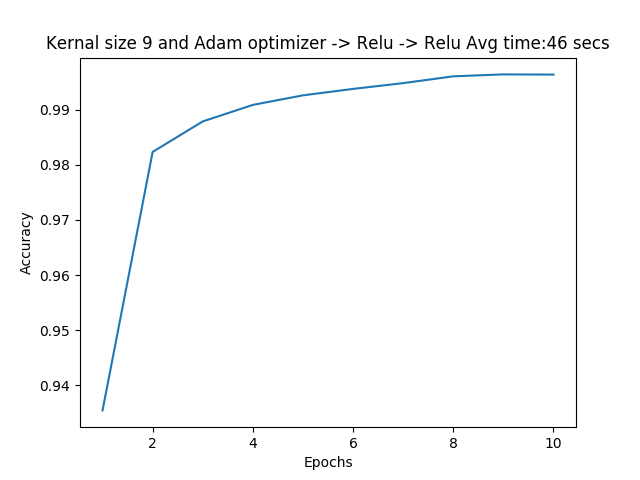 Kernal size 9 and Adam optimizer -> Relu -> Relu Avg time:46 secs
0.99
0.98
0.97
0.96
0.95
0.94
Accuracy
2 4 6 8 10
Epochs